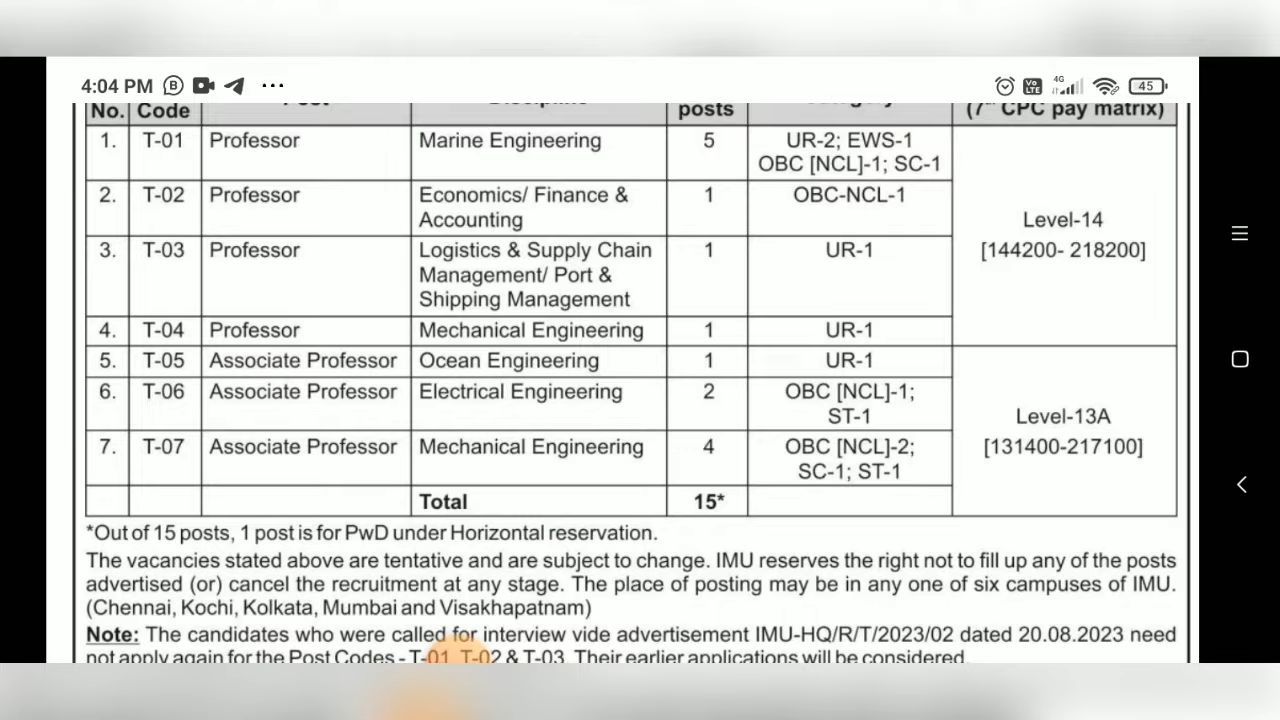 4:04 PM
4G
Vo LTE
45
No. Code posts (7th CPC pay matrix)
1. T-01 Professor Marine Engineering 5 UR-2; EWS-1
OBC [NCL]-1; SC-1
2. T-02 Professor Economics/ Finance & 1 OBC-NCL-1
Accounting
3. T-03 Professor Logistics & Supply Chain 1 UR-1
Management/ Port &
Shipping Management
4. T-04 Professor Mechanical Engineering 1 UR-1
Level-14
[144200- 218200]
5. T-05 Associate Professor Ocean Engineering 1 UR-1
6. T-06 Associate Professor Electrical Engineering 2 OBC [NCL]-1;
ST-1
7. T-07 Associate Professor Mechanical Engineering 4 OBC [NCL]-2;
SC-1; ST-1
Level-13A
[131400-217100]
Total 15*
*Out of 15 posts, 1 post is for PwD under Horizontal reservation.
The vacancies stated above are tentative and are subject to change. IMU reserves the right not to fill up any of the posts
advertised (or) cancel the recruitment at any stage. The place of posting may be in any one of six campuses of IMU.
(Chennai, Kochi, Kolkata, Mumbai and Visakhapatnam)
Note: The candidates who were called for interview vide advertisement IMU-HQ/R/T/2023/02 dated 20.08.2023 need
not apply again for the Post Codes - T-01, T-02 & T-03. Their earlier applications will be considered.